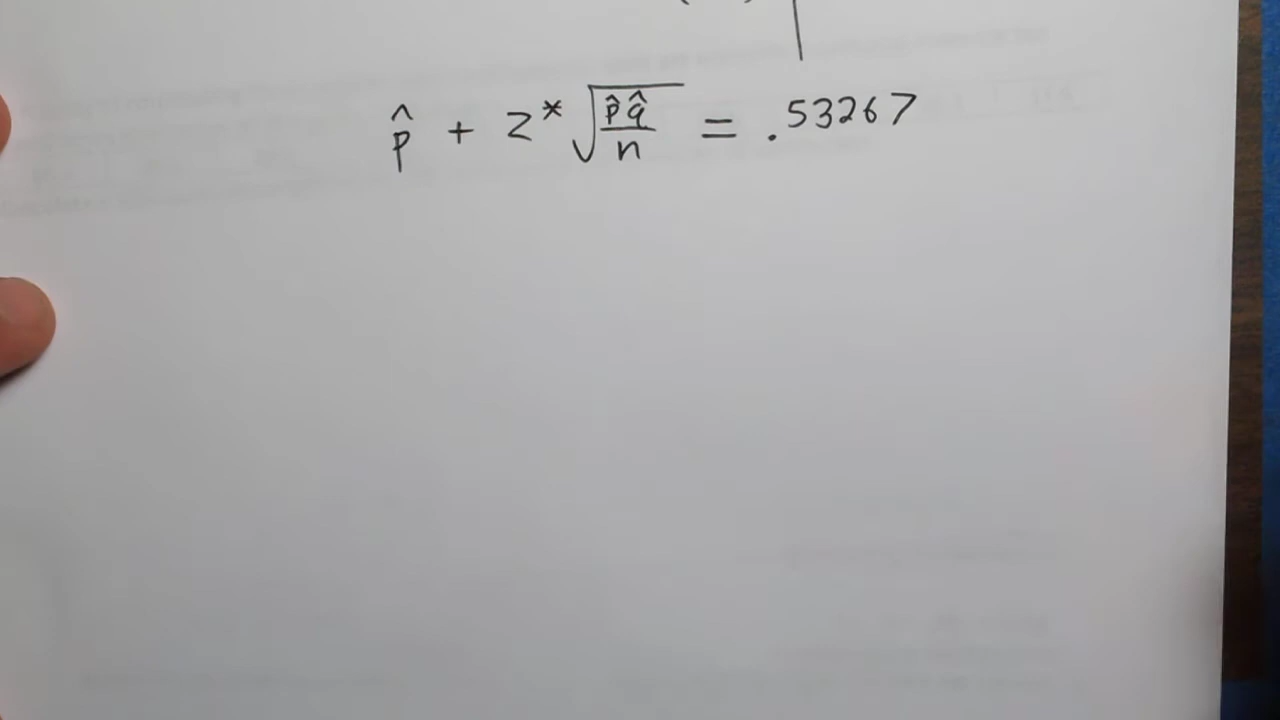 p̂ + z* √(p̂q̂/n) = .53267